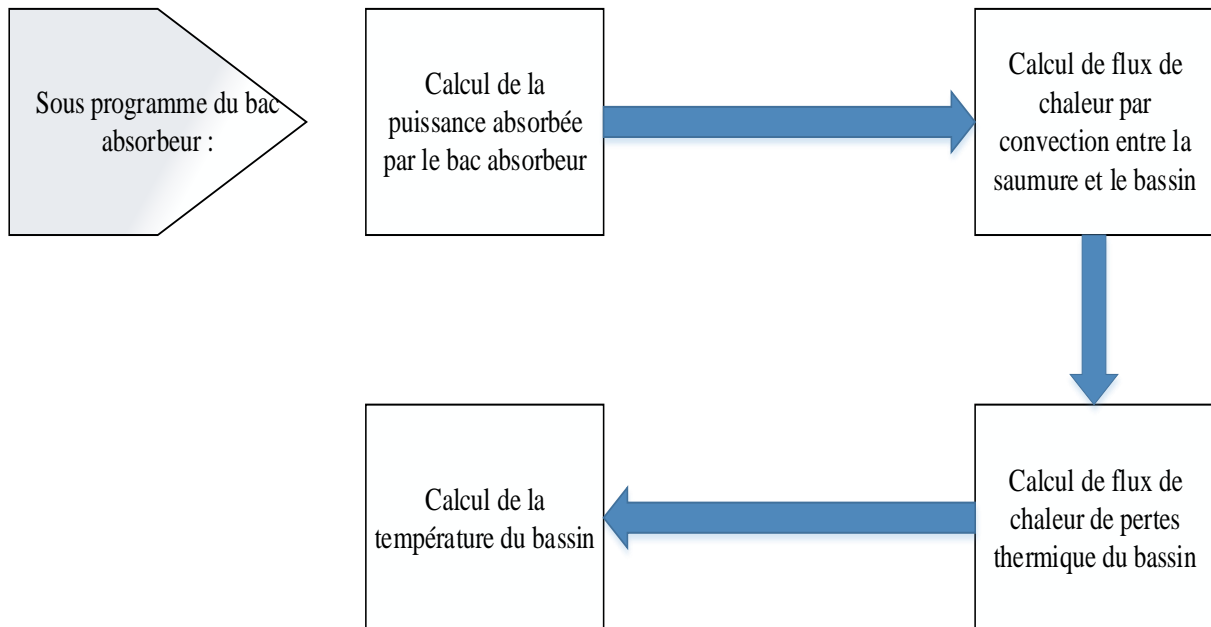 Sous programme du bac
absorbeur :
Calcul de la
puissance absorbée
par le bac absorbeur
Calcul de flux de
chaleur par
convection entre la
saumure et le bassin
Calcul de flux de
chaleur de pertes
thermique du bassin
Calcul de la
température du bassin